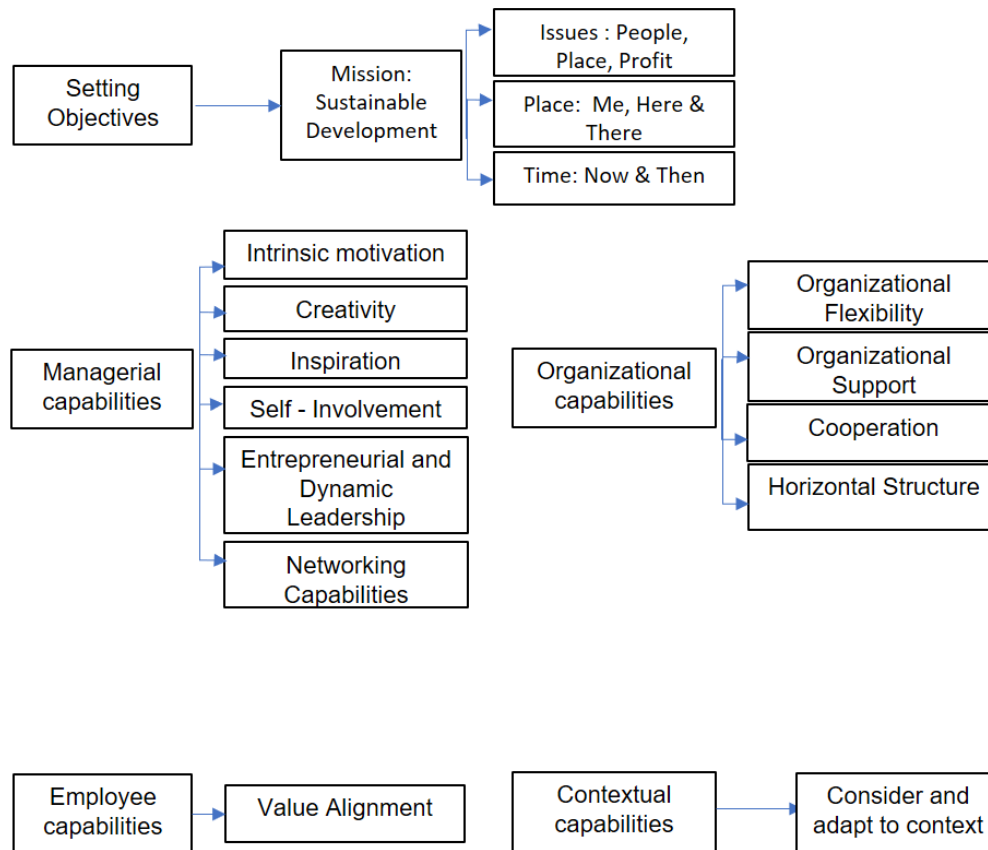 Setting
Objectives
Mission:
Sustainable
Development
Issues : People,
Place, Profit
Place:  Me, Here &
There
Time: Now & Then
Managerial
capabilities
Intrinsic motivation
Creativity
Inspiration
Self - Involvement
Entrepreneurial and
Dynamic
Leadership
Networking
Capabilities
Organizational
capabilities
Organizational
Flexibility
Organizational
Support
Cooperation
Horizontal Structure
Employee
capabilities
Value Alignment
Contextual
capabilities
Consider and
adapt to context